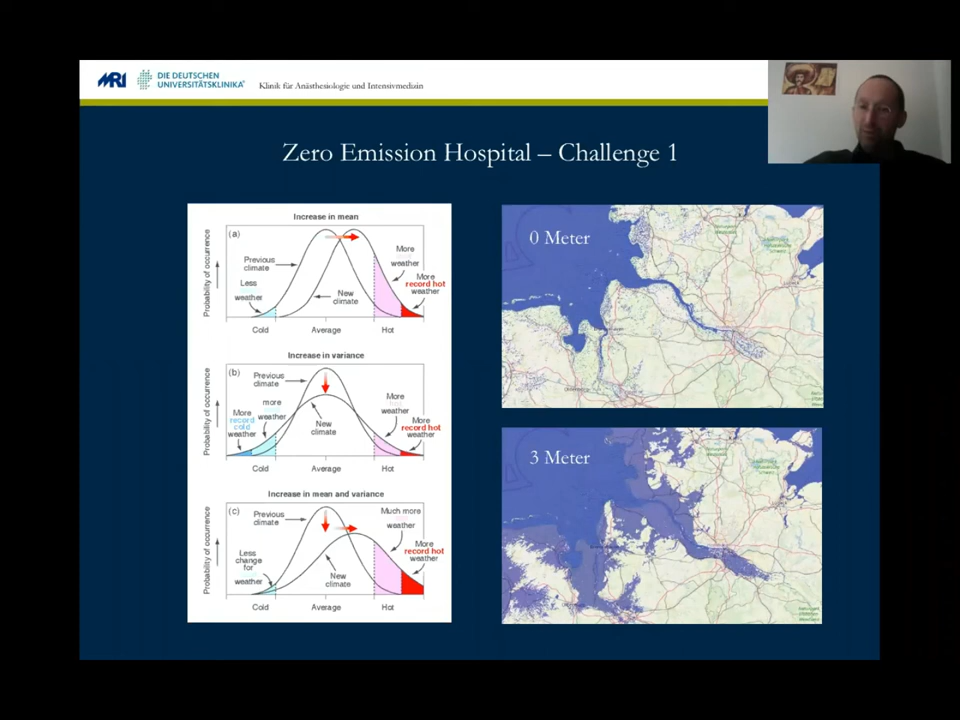 MRI
DIE DEUTSCHEN
UNIVERSITÄTSKLINIKA
Klinik für Anästhesiologie und Intensivmedizin
Zero Emission Hospital – Challenge 1
Increase in mean
(a)
Probability of occurrence
Previous
climate
Less
weather
New
climate
More
weather
More
record hot
weather
Cold
Average
Hot
Increase in variance
(b)
Probability of occurrence
Previous
climate
more
weather
More
record
cold
weather
New
climate
More
weather
More
record hot
weather
Cold
Average
Hot
Increase in mean and variance
(c)
Probability of occurrence
Previous
climate
Less
change
for
weather
New
climate
Much more
weather
More
record hot
weather
Cold
Average
Hot
0 Meter
3 Meter